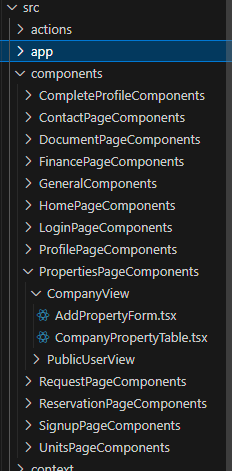 src
actions
app
components
CompleteProfileComponents
ContactPageComponents
DocumentPageComponents
FinancePageComponents
GeneralComponents
HomePageComponents
LoginPageComponents
ProfilePageComponents
PropertiesPageComponents
CompanyView
AddPropertyForm.tsx
CompanyPropertyTable.tsx
PublicUserView
RequestPageComponents
ReservationPageComponents
SignupPageComponents
UnitsPageComponents
context